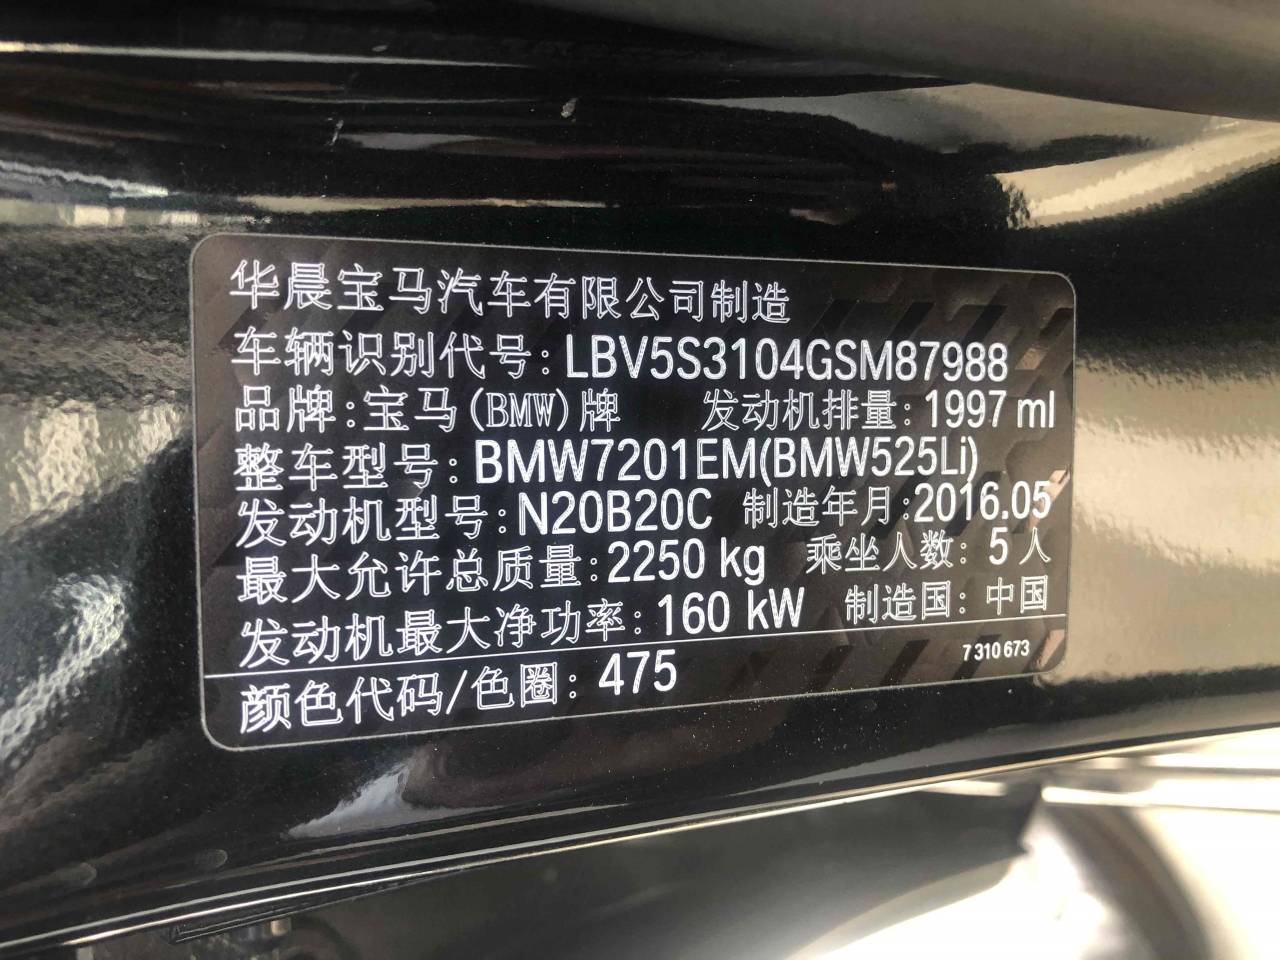 华晨宝马汽车有限公司制造
车辆识别代号:LBV5S3104GSM87988
品牌:宝马(BMW)牌 发动机排量:1997 ml
整车型号:BMW7201EM(BMW525Li)
发动机型号:N20B20C 制造年月:2016.05
最大允许总质量:2250 kg 乘坐人数:5人
发动机最大净功率:160 kW 制造国:中国
7 310 673
颜色代码/色圈:475